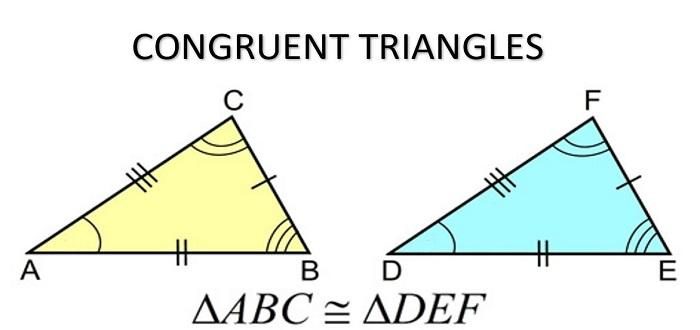 CONGRUENT TRIANGLES
C
F
A
B
D
E
ΔABC ≅ ΔDEF